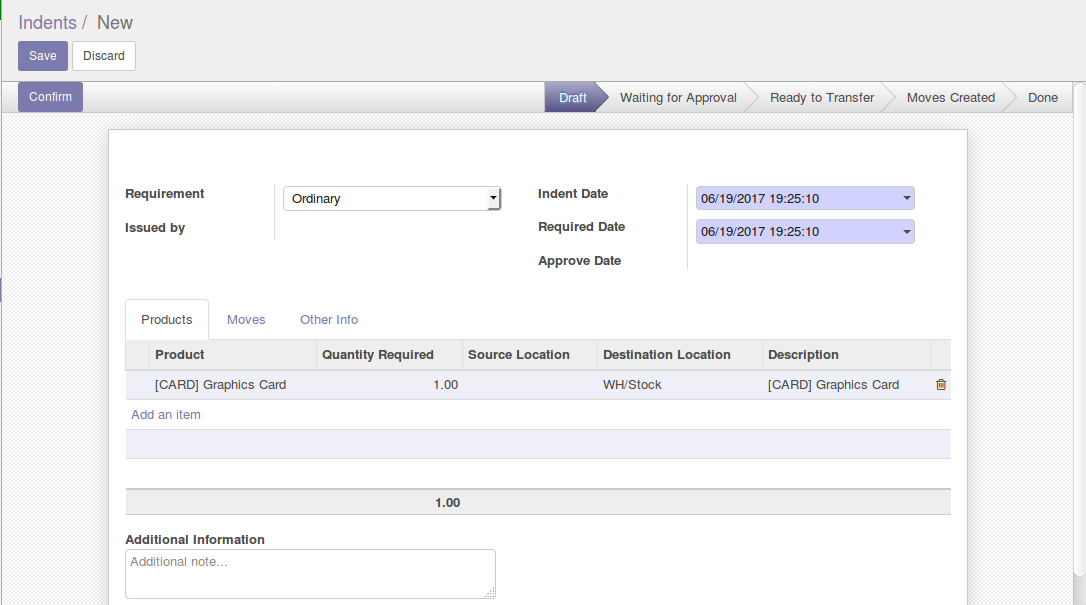 Indents / New
Save Discard
Confirm Draft Waiting for Approval Ready to Transfer Moves Created Done
Requirement Ordinary Indent Date 06/19/2017 19:25:10
Issued by Required Date 06/19/2017 19:25:10
Approve Date
Products Moves Other Info
Product Quantity Required Source Location Destination Location Description
[CARD] Graphics Card 1.00 WH/Stock [CARD] Graphics Card
Add an item
1.00
Additional Information
Additional note...